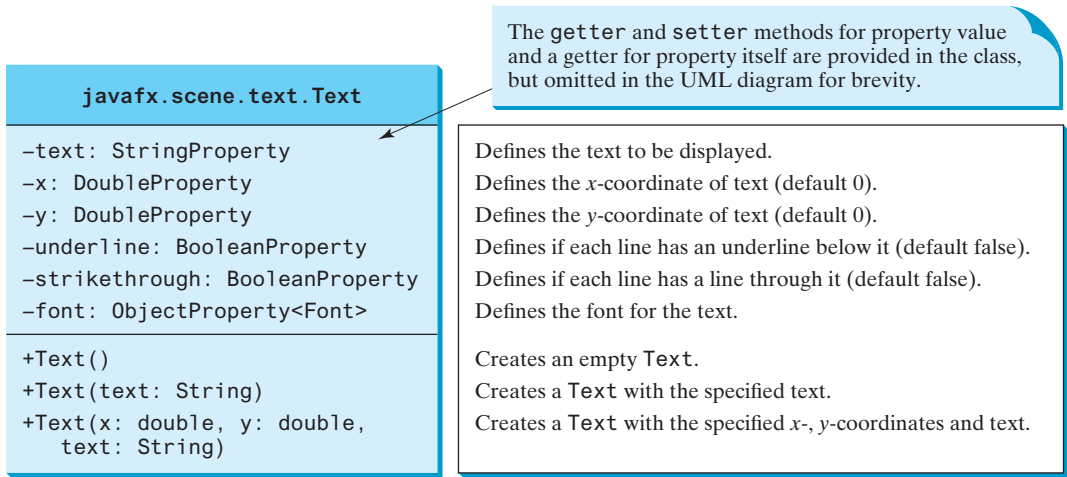 The getter and setter methods for property value
and a getter for property itself are provided in the class,
but omitted in the UML diagram for brevity.
javafx.scene.text.Text
–text: StringProperty
Defines the text to be displayed.
–x: DoubleProperty
Defines the x-coordinate of text (default 0).
–y: DoubleProperty
Defines the y-coordinate of text (default 0).
–underline: BooleanProperty
Defines if each line has an underline below it (default false).
–strikethrough: BooleanProperty
Defines if each line has a line through it (default false).
–font: ObjectProperty<Font>
Defines the font for the text.
+Text()
Creates an empty Text.
+Text(text: String)
Creates a Text with the specified text.
+Text(x: double, y: double,
text: String)
Creates a Text with the specified x-, y-coordinates and text.